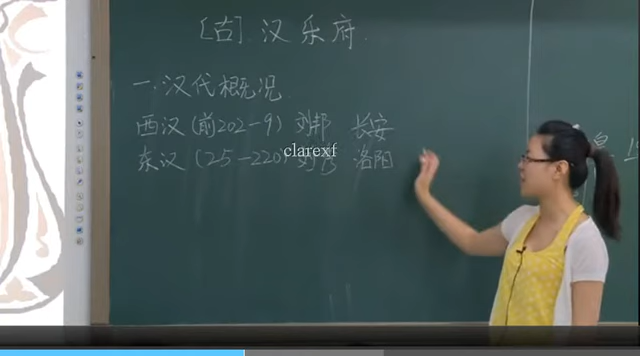 [古] 汉乐府
一. 汉代概况
西汉 (前202-9) 刘邦 长安
东汉 (25-220) 刘秀 洛阳
clarexf